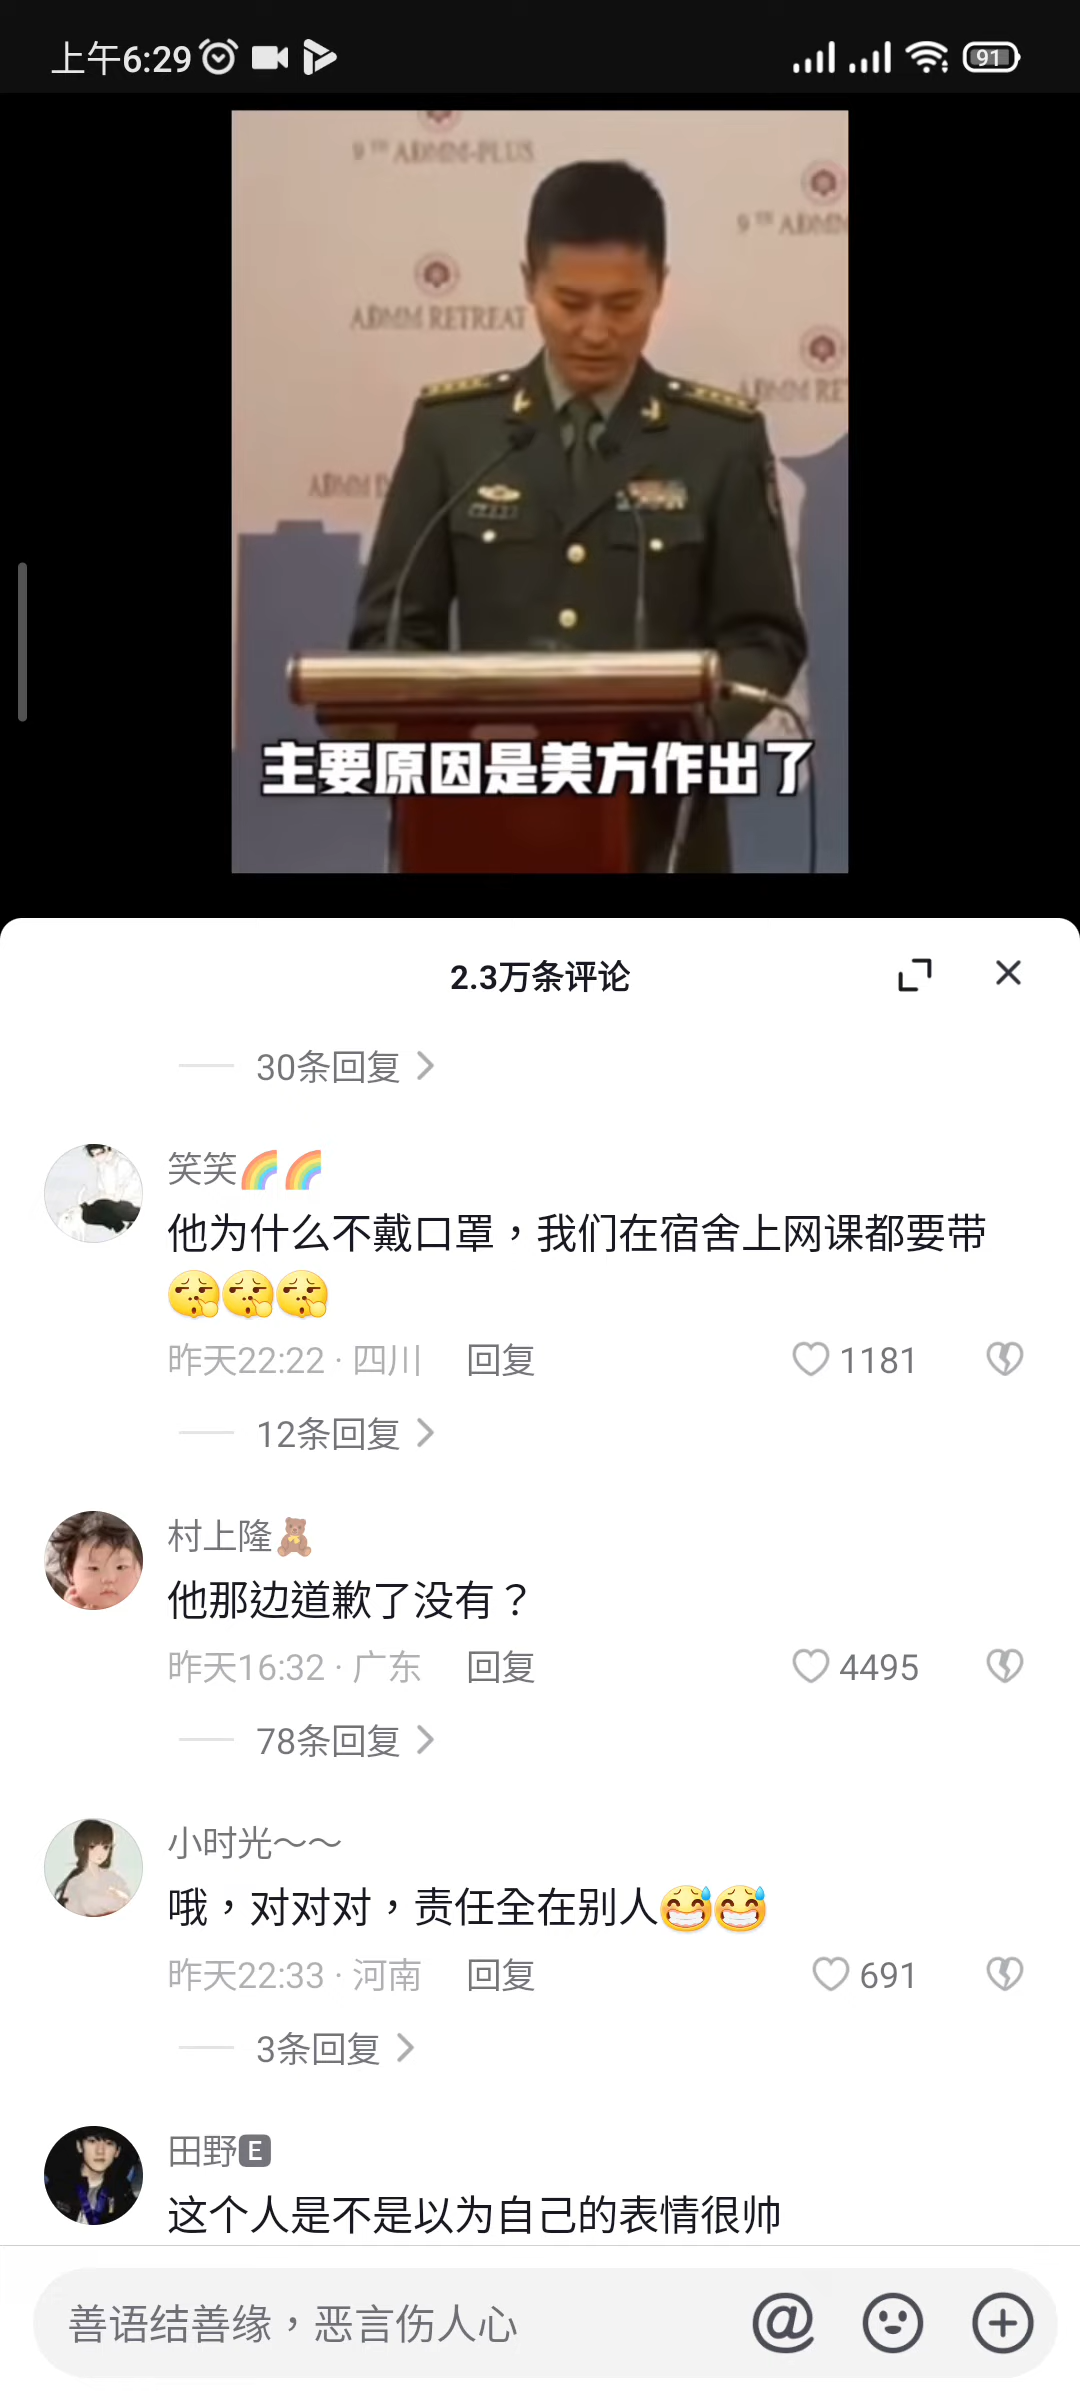 上午6:29
91
9TH ADMM-PLUS
9TH ADMM
ADMM RETREAT
ADMM RE
ADMM
主要原因是美方作出了
2.3万条评论
30条回复
笑笑🌈🌈
他为什么不戴口罩，我们在宿舍上网课都要带
昨天22:22 · 四川 回复 1181
12条回复
村上隆🧸
他那边道歉了没有？
昨天16:32 · 广东 回复 4495
78条回复
小时光～～
哦，对对对，责任全在别人😅😅
昨天22:33 · 河南 回复 691
3条回复
田野E
这个人是不是以为自己的表情很帅
善语结善缘，恶言伤人心